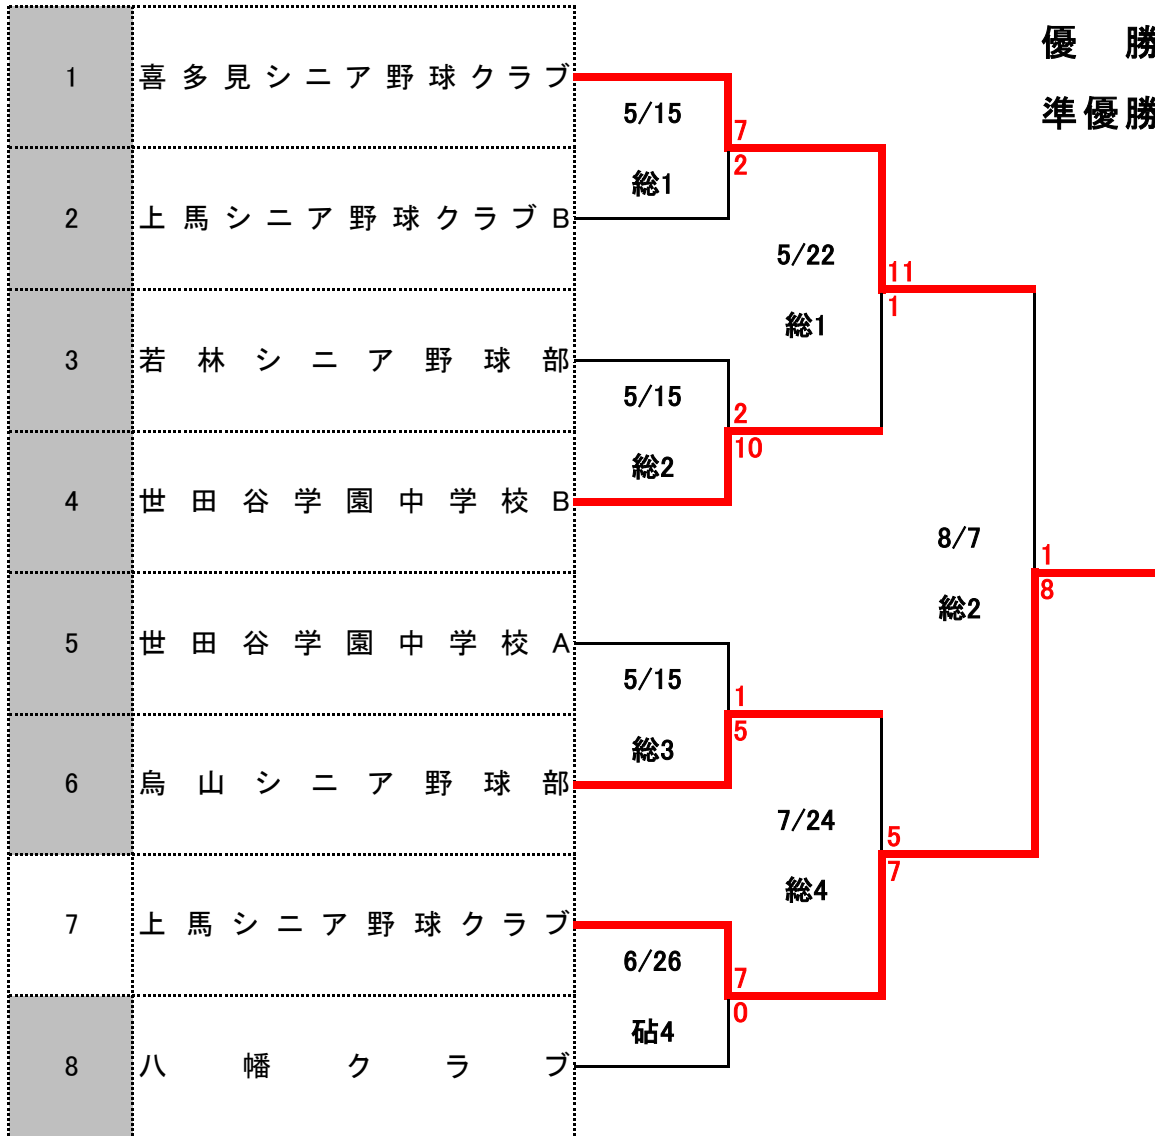 優 勝
準優勝
1 喜多見シニア野球クラブ
5/15
7
2
総1
2 上馬シニア野球クラブB
5/22
11
1
総1
3 若林シニア野球部
5/15
2
10
総2
4 世田谷学園中学校B
8/7
1
8
総2
5 世田谷学園中学校A
5/15
1
5
総3
6 烏山シニア野球部
7/24
5
7
総4
7 上馬シニア野球クラブ
6/26
7
0
砧4
8 八幡クラブ